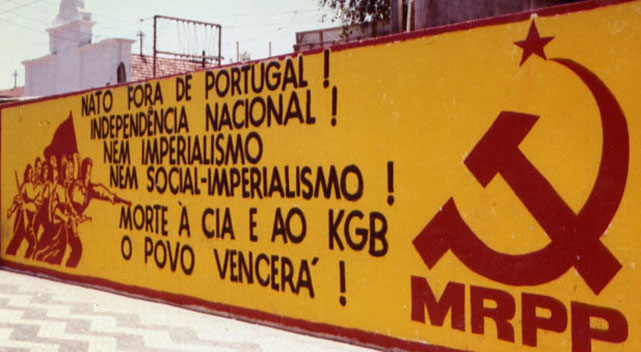 NATO FORA DE PORTUGAL !
INDEPENDÊNCIA NACIONAL !
NEM IMPERIALISMO
NEM SOCIAL-IMPERIALISMO !
MORTE À CIA E AO KGB
O POVO VENCERÁ !
MRPP